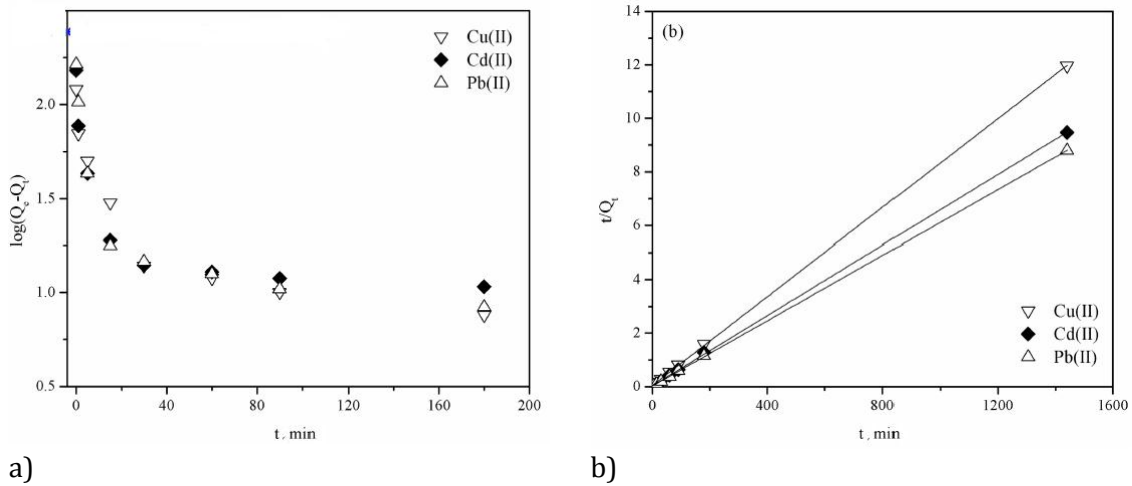 Cu(II)
Cd(II)
Pb(II)
2.0
1.5
1.0
0.5
log(Qe-Qt)
0 40 80 120 160 200
t , min
a)
(b)
14
12
10
8
6
4
2
0
t/Qt
Cu(II)
Cd(II)
Pb(II)
0 400 800 1200 1600
t , min
b)